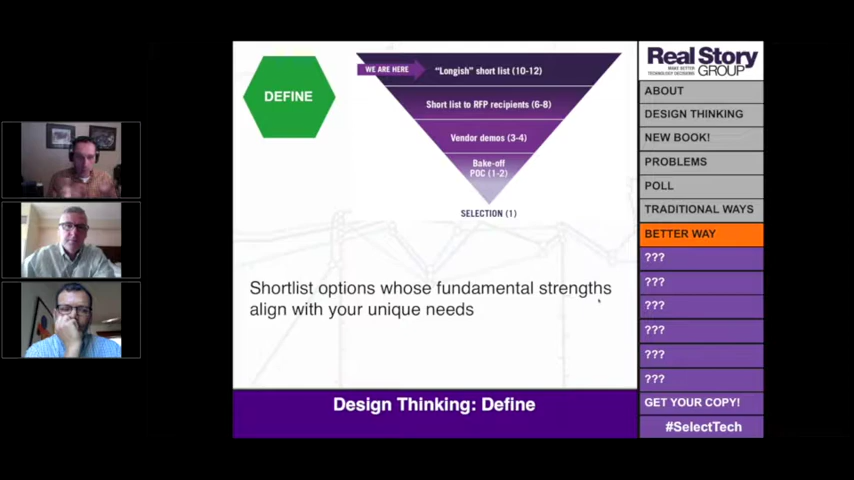 DEFINE
WE ARE HERE
"Longish" short list (10-12)
Short list to RFP recipients (6-8)
Vendor demos (3-4)
Bake-off
POC (1-2)
SELECTION (1)
Shortlist options whose fundamental strengths
align with your unique needs
Design Thinking: Define
Real Story
GROUP
MAKE BETTER
TECHNOLOGY DECISIONS
ABOUT
DESIGN THINKING
NEW BOOK!
PROBLEMS
POLL
TRADITIONAL WAYS
BETTER WAY
???
???
???
???
???
???
GET YOUR COPY!
#SelectTech